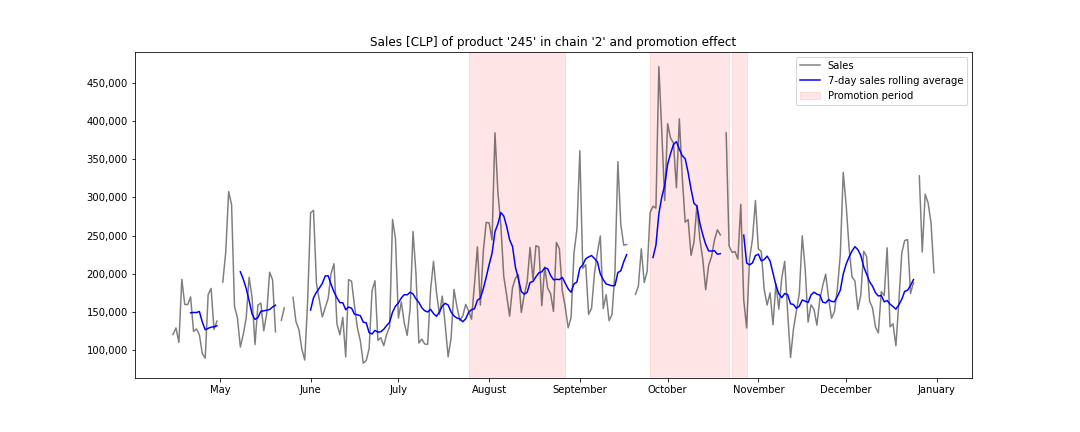 Sales [CLP] of product '245' in chain '2' and promotion effect
Sales
7-day sales rolling average
Promotion period
450,000
400,000
350,000
300,000
250,000
200,000
150,000
100,000
May
June
July
August
September
October
November
December
January